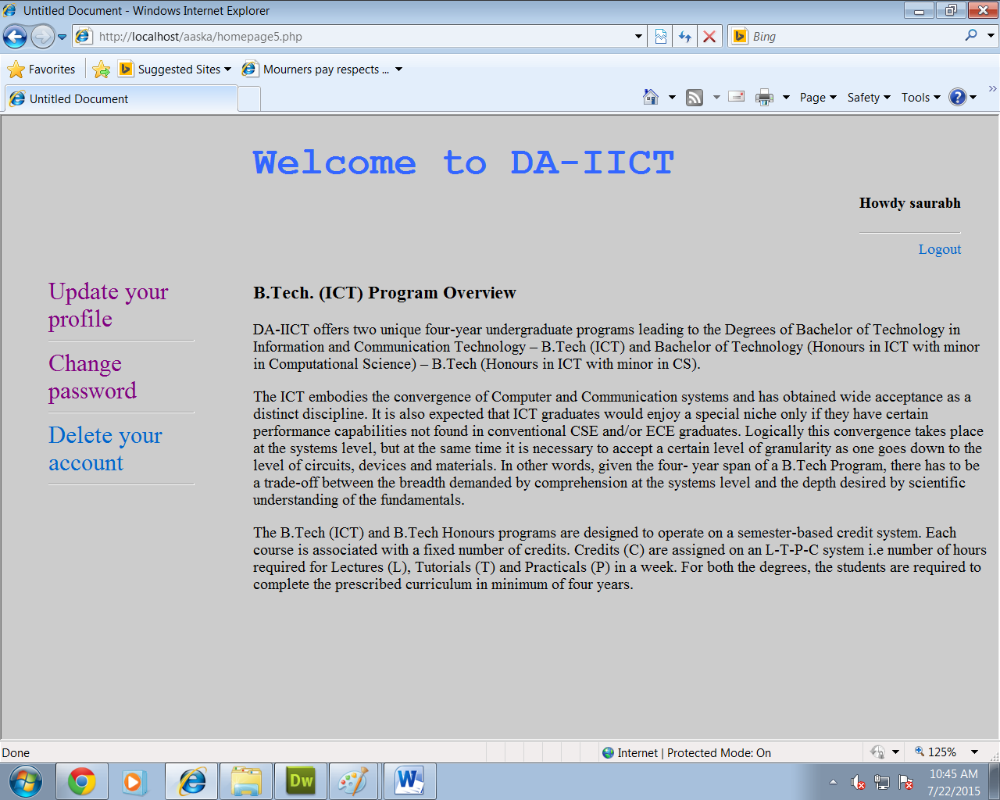 Untitled Document - Windows Internet Explorer
http://localhost/aaska/homepage5.php
Bing
Favorites
Suggested Sites
Mourners pay respects ...
Untitled Document
Page
Safety
Tools
Welcome to DA-IICT
Howdy saurabh
Logout
Update your
profile
Change
password
Delete your
account
B.Tech. (ICT) Program Overview
DA-IICT offers two unique four-year undergraduate programs leading to the Degrees of Bachelor of Technology in
Information and Communication Technology – B.Tech (ICT) and Bachelor of Technology (Honours in ICT with minor
in Computational Science) – B.Tech (Honours in ICT with minor in CS).
The ICT embodies the convergence of Computer and Communication systems and has obtained wide acceptance as a
distinct discipline. It is also expected that ICT graduates would enjoy a special niche only if they have certain
performance capabilities not found in conventional CSE and/or ECE graduates. Logically this convergence takes place
at the systems level, but at the same time it is necessary to accept a certain level of granularity as one goes down to the
level of circuits, devices and materials. In other words, given the four- year span of a B.Tech Program, there has to be
a trade-off between the breadth demanded by comprehension at the systems level and the depth desired by scientific
understanding of the fundamentals.
The B.Tech (ICT) and B.Tech Honours programs are designed to operate on a semester-based credit system. Each
course is associated with a fixed number of credits. Credits (C) are assigned on an L-T-P-C system i.e number of hours
required for Lectures (L), Tutorials (T) and Practicals (P) in a week. For both the degrees, the students are required to
complete the prescribed curriculum in minimum of four years.
Done
Internet | Protected Mode: On
125%
Dw
W
10:45 AM
7/22/2015